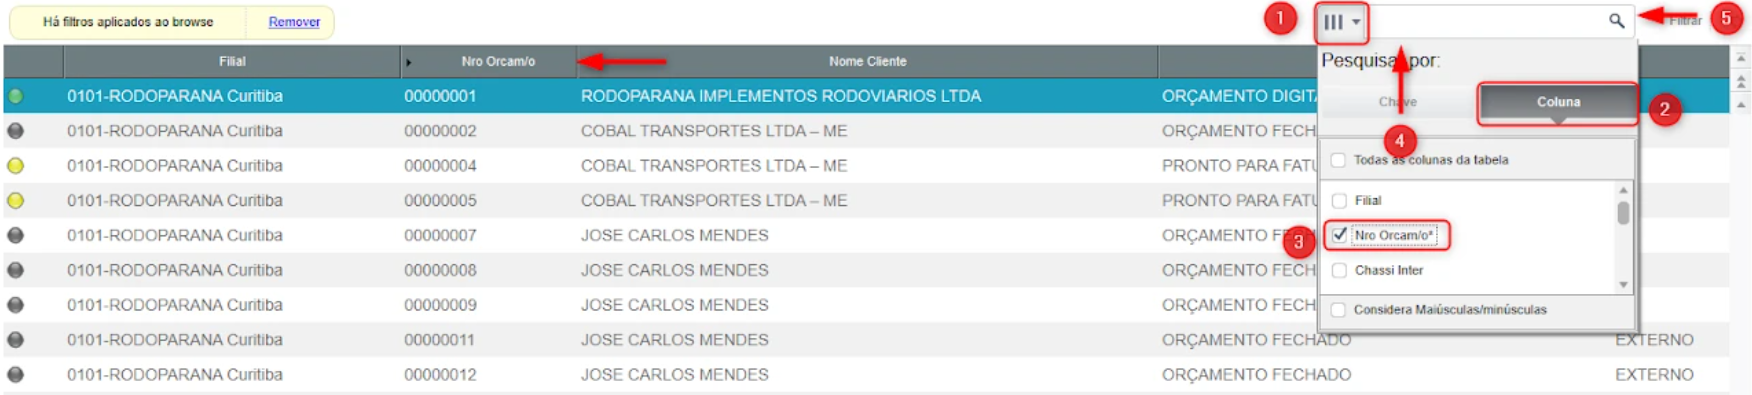 Há filtros aplicados ao browse Remover 1 5 Filtrar
Filial Nro Orcam/o Nome Cliente
Pesquisar por:
0101-RODOPARANA Curitiba 00000001 RODOPARANA IMPLEMENTOS RODOVIARIOS LTDA ORÇAMENTO DIGITA Chave Coluna 2
0101-RODOPARANA Curitiba 00000002 COBAL TRANSPORTES LTDA – ME ORÇAMENTO FECH 4
0101-RODOPARANA Curitiba 00000004 COBAL TRANSPORTES LTDA – ME PRONTO PARA FATU Todas as colunas da tabela
0101-RODOPARANA Curitiba 00000005 COBAL TRANSPORTES LTDA – ME PRONTO PARA FATU Filial
0101-RODOPARANA Curitiba 00000007 JOSE CARLOS MENDES ORÇAMENTO FE 3 Nro Orcam/o*
0101-RODOPARANA Curitiba 00000008 JOSE CARLOS MENDES ORÇAMENTO FECH Chassi Inter
0101-RODOPARANA Curitiba 00000009 JOSE CARLOS MENDES ORÇAMENTO FECH Considera Maiúsculas/minúsculas
0101-RODOPARANA Curitiba 00000011 JOSE CARLOS MENDES ORÇAMENTO FECHADO EXTERNO
0101-RODOPARANA Curitiba 00000012 JOSE CARLOS MENDES ORÇAMENTO FECHADO EXTERNO